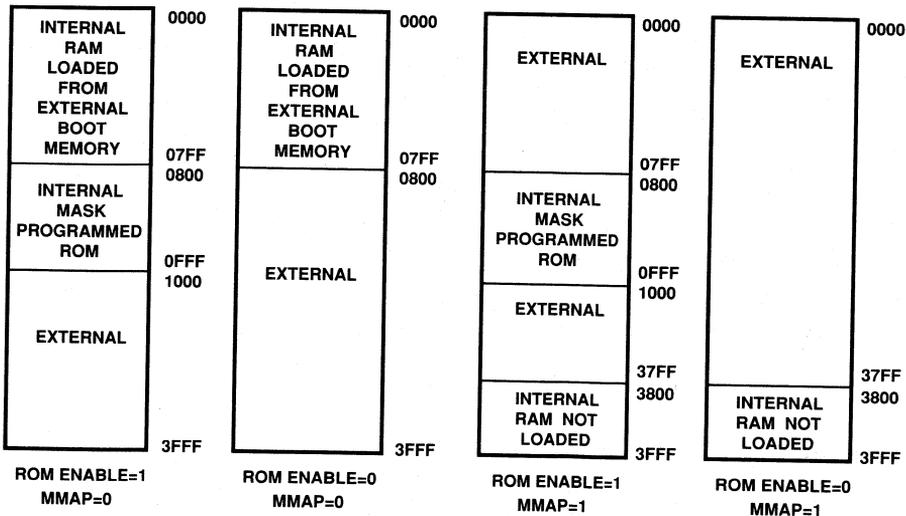 INTERNAL
RAM
LOADED
FROM
EXTERNAL
BOOT
MEMORY
INTERNAL
MASK
PROGRAMMED
ROM
EXTERNAL
0000
07FF
0800
0FFF
1000
3FFF
ROM ENABLE=1
MMAP=0
INTERNAL
RAM
LOADED
FROM
EXTERNAL
BOOT
MEMORY
EXTERNAL
0000
07FF
0800
3FFF
ROM ENABLE=0
MMAP=0
EXTERNAL
INTERNAL
MASK
PROGRAMMED
ROM
EXTERNAL
INTERNAL
RAM NOT
LOADED
0000
07FF
0800
0FFF
1000
37FF
3800
3FFF
ROM ENABLE=1
MMAP=1
EXTERNAL
INTERNAL
RAM NOT
LOADED
0000
37FF
3800
3FFF
ROM ENABLE=0
MMAP=1